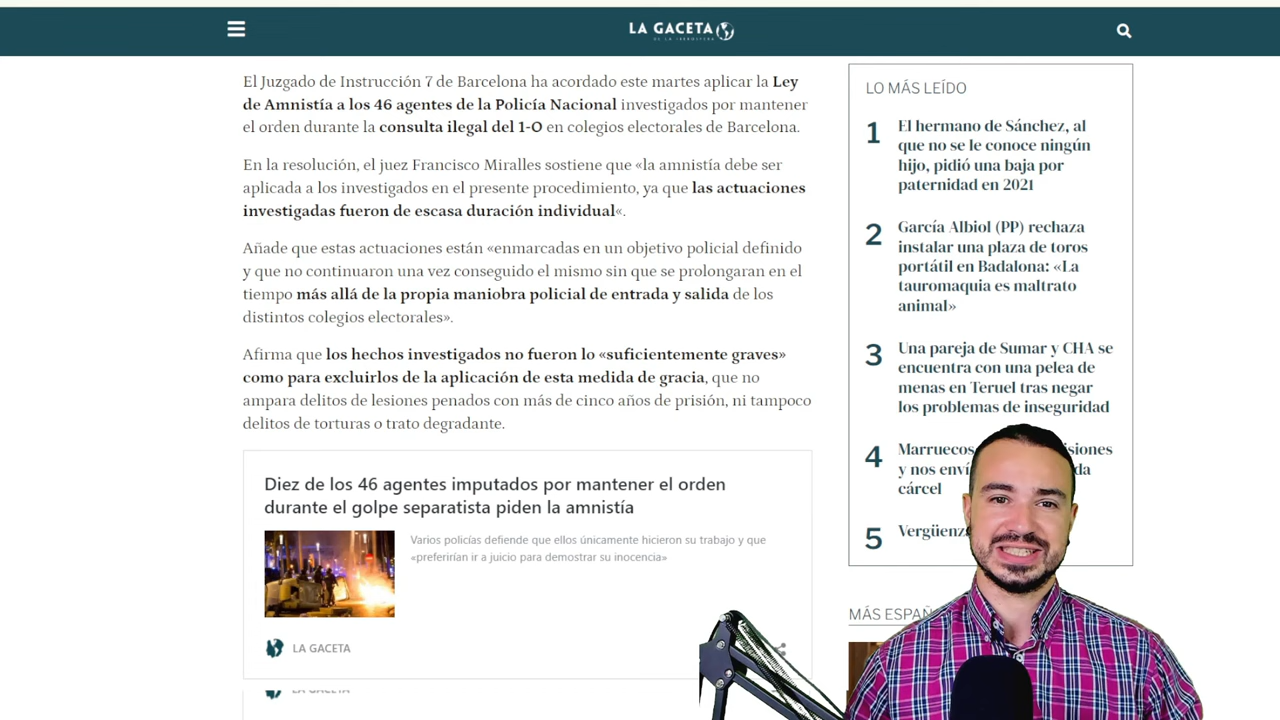 LA GACETA
DE LA IBEROSFERA
El Juzgado de Instrucción 7 de Barcelona ha acordado este martes aplicar la Ley
de Amnistía a los 46 agentes de la Policía Nacional investigados por mantener
el orden durante la consulta ilegal del 1-O en colegios electorales de Barcelona.
En la resolución, el juez Francisco Miralles sostiene que «la amnistía debe ser
aplicada a los investigados en el presente procedimiento, ya que las actuaciones
investigadas fueron de escasa duración individual«.
Añade que estas actuaciones están «enmarcadas en un objetivo policial definido
y que no continuaron una vez conseguido el mismo sin que se prolongaran en el
tiempo más allá de la propia maniobra policial de entrada y salida de los
distintos colegios electorales».
Afirma que los hechos investigados no fueron lo «suficientemente graves»
como para excluirlos de la aplicación de esta medida de gracia, que no
ampara delitos de lesiones penados con más de cinco años de prisión, ni tampoco
delitos de torturas o trato degradante.
Diez de los 46 agentes imputados por mantener el orden
durante el golpe separatista piden la amnistía
Varios policías defiende que ellos únicamente hicieron su trabajo y que
«preferirían ir a juicio para demostrar su inocencia»
LA GACETA
LA GACETA
LO MÁS LEÍDO
1 El hermano de Sánchez, al
que no se le conoce ningún
hijo, pidió una baja por
paternidad en 2021
2 García Albiol (PP) rechaza
instalar una plaza de toros
portátil en Badalona: «La
tauromaquia es maltrato
animal»
3 Una pareja de Sumar y CHA se
encuentra con una pelea de
menas en Teruel tras negar
los problemas de inseguridad
4 Marruecos
y nos
cárcel
5
MÁS